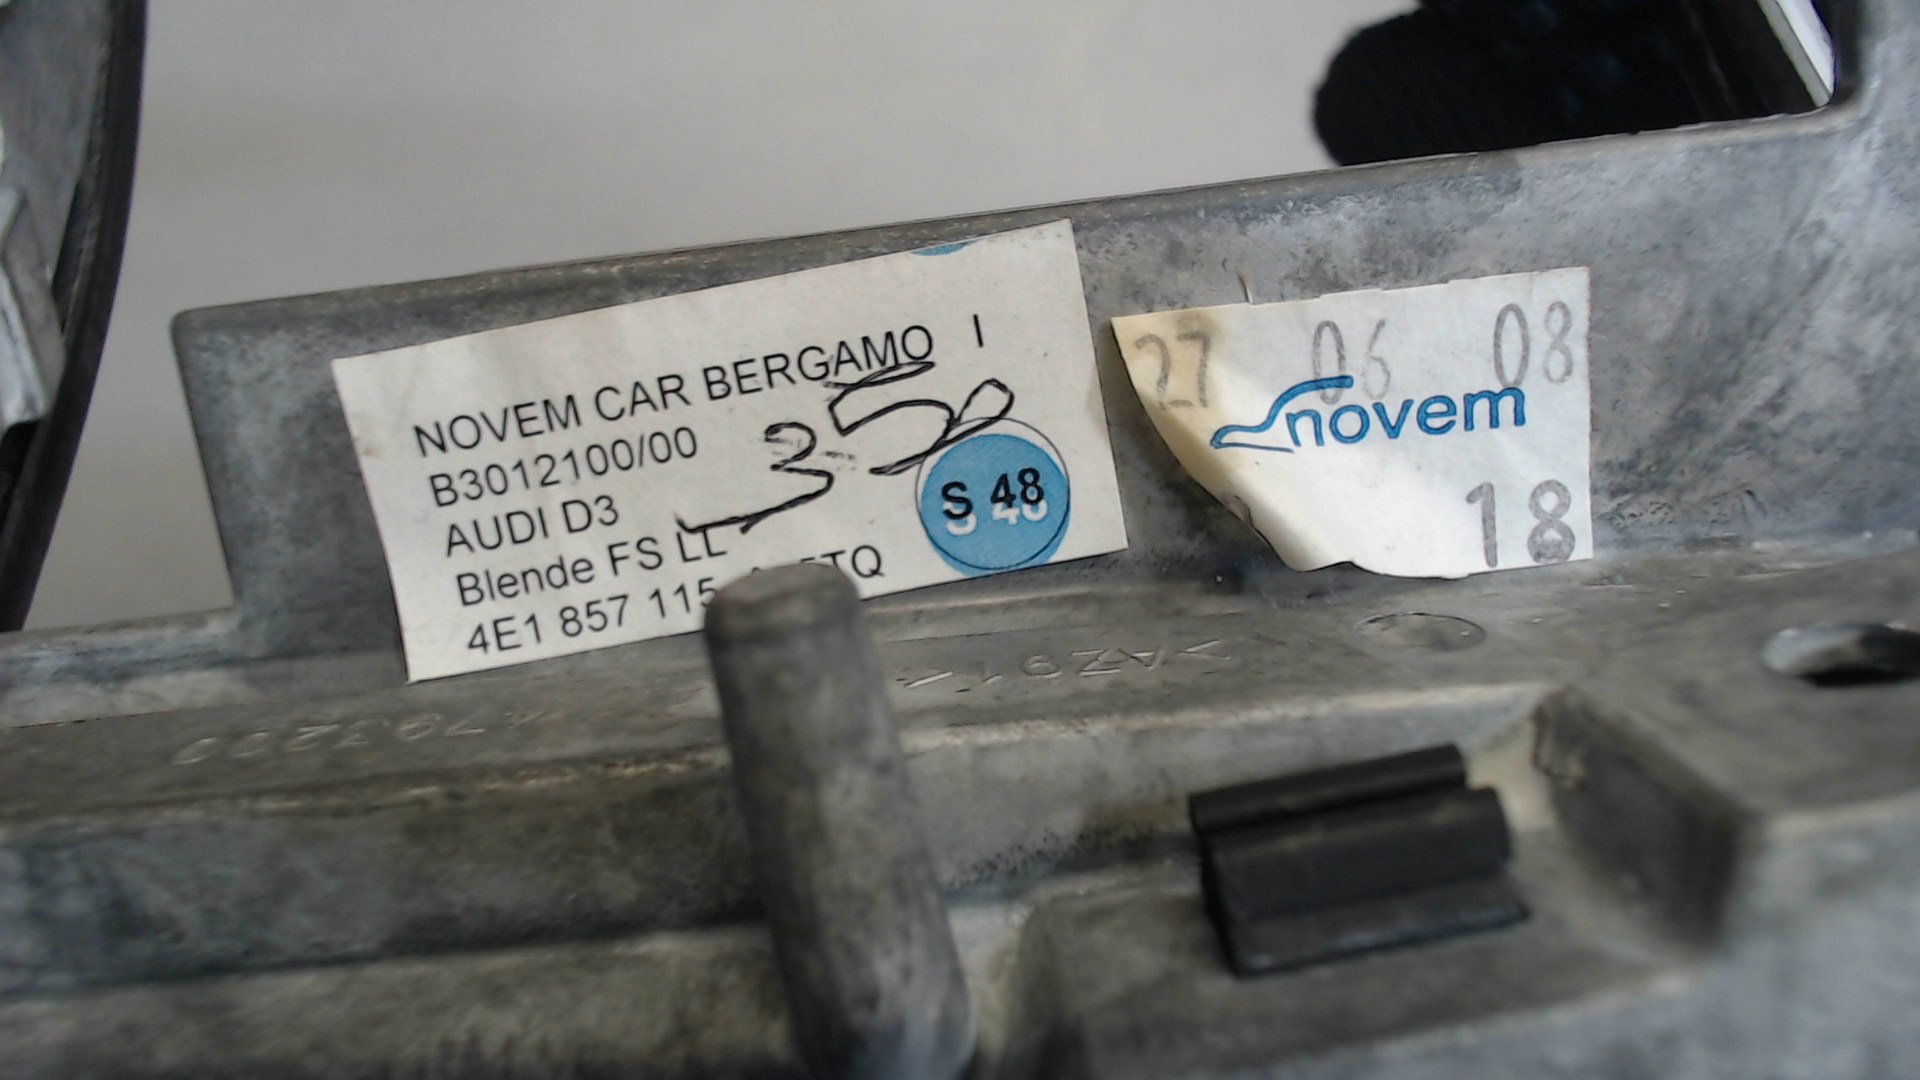 NOVEM CAR BERGAMO I
B3012100/00
AUDI D3
Blende FS LL
4E1 857 115
S 48
27 06 08
novem
18
>AZ91<